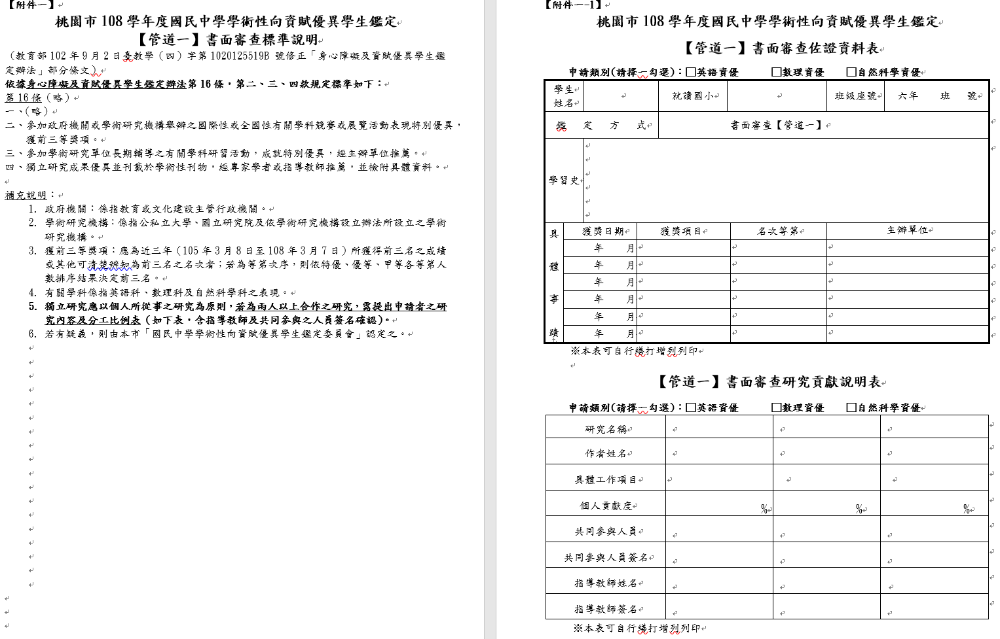 【附件一】
桃園市 108 學年度國民中學學術性向資賦優異學生鑑定
【管道一】書面審查標準說明
（教育部 102 年 9 月 2 日臺教學（四）字第 1020125519B 號修正「身心障礙及資賦優異學生鑑
定辦法」部分條文）
依據身心障礙及資賦優異學生鑑定辦法第 16 條，第二、三、四款規定標準如下：
第 16 條（略）
一、（略）
二、參加政府機關或學術研究機構舉辦之國際性或全國性有關學科競賽或展覽活動表現特別優異，
獲前三等獎項。
三、參加學術研究單位長期輔導之有關學科研習活動，成就特別優異，經主辦單位推薦。
四、獨立研究成果優異並刊載於學術性刊物，經專家學者或指導教師推薦，並檢附具體資料。
補充說明：
1. 政府機關：係指教育或文化建設主管行政機關。
2. 學術研究機構：係指公私立大學、國立研究院及依學術研究機構設立辦法所設立之學術
研究機構。
3. 獲前三等獎項：應為近三年（105 年 3 月 8 日至 108 年 3 月 7 日）所獲得前三名之成績
或其他可清楚辨知為前三名之名次者；若為等第次序，則依特優、優等、甲等各等第人
數排序結果決定前三名。
4. 有關學科係指英語科、數理科及自然科學科之表現。
5. 獨立研究應以個人所從事之研究為原則，若為兩人以上合作之研究，需提出申請者之研
究內容及分工比例表（如下表，含指導教師及共同參與之人員簽名確認）。
6. 若有疑義，則由本市「國民中學學術性向資賦優異學生鑑定委員會」認定之。
【附件一-1】
桃園市 108 學年度國民中學學術性向資賦優異學生鑑定
【管道一】書面審查佐證資料表
申請類別(請擇一勾選)：□英語資優 □數理資優 □自然科學資優
學生
姓名 就讀國小 班級座號 六年 班 號
鑑 定 方 式 書面審查【管道一】
學習史
具體事蹟
獲獎日期 獲獎項目 名次等第 主辦單位
年 月
年 月
年 月
年 月
年 月
年 月
※本表可自行繕打增列列印
【管道一】書面審查研究貢獻說明表
申請類別(請擇一勾選)：□英語資優 □數理資優 □自然科學資優
研究名稱
作者姓名
具體工作項目
個人貢獻度 % % %
共同參與人員
共同參與人員簽名
指導教師姓名
指導教師簽名
※本表可自行繕打增列列印